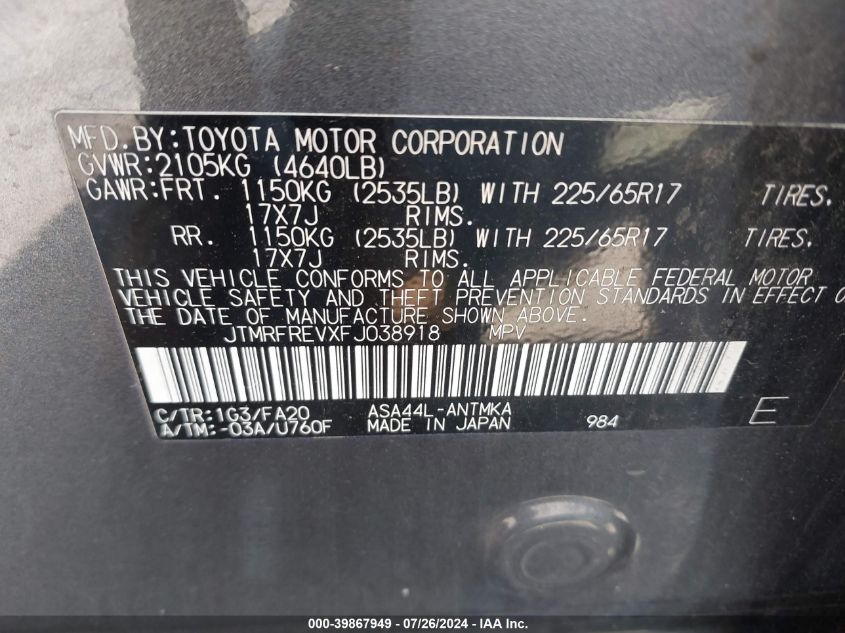 MFD. BY: TOYOTA MOTOR CORPORATION
GVWR: 2105KG (4640LB)
GAWR: FRT. 1150KG (2535LB) WITH 225/65R17 TIRES.
17X7J RIMS.
RR. 1150KG (2535LB) WITH 225/65R17 TIRES.
17X7J RIMS.
THIS VEHICLE CONFORMS TO ALL APPLICABLE FEDERAL MOTOR
VEHICLE SAFETY AND THEFT PREVENTION STANDARDS IN EFFECT O
THE DATE OF MANUFACTURE SHOWN ABOVE.
JTMRFREVXFJ038918 MPV
C/TR: 1G3/FA20 ASA44L-ANTMKA
A/TM: -03A/U760F MADE IN JAPAN 984 E
000-39867949 / 07/26/2024 / IAA Inc.